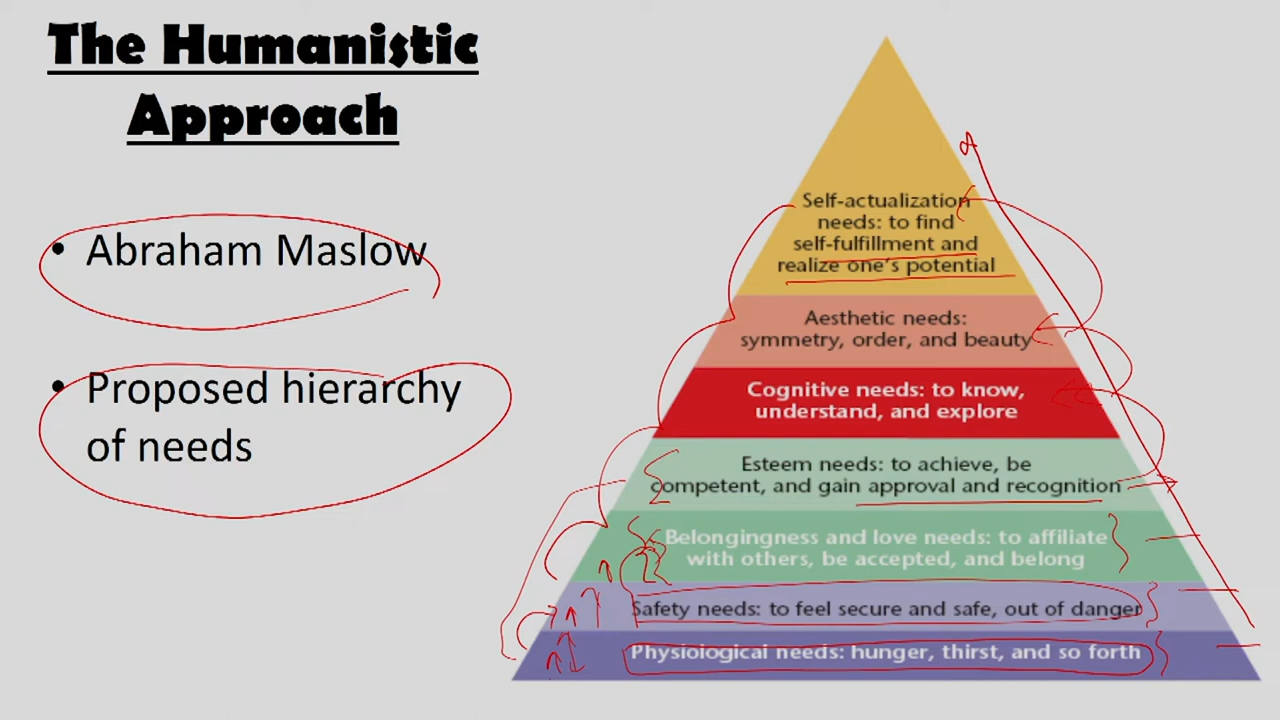 The Humanistic
Approach
• Abraham Maslow
• Proposed hierarchy
of needs
Self-actualization
needs: to find
self-fulfillment and
realize one's potential
Aesthetic needs:
symmetry, order, and beauty
Cognitive needs: to know,
understand, and explore
Esteem needs: to achieve, be
competent, and gain approval and recognition
Belongingness and love needs: to affiliate
with others, be accepted, and belong
Safety needs: to feel secure and safe, out of danger
Physiological needs: hunger, thirst, and so forth